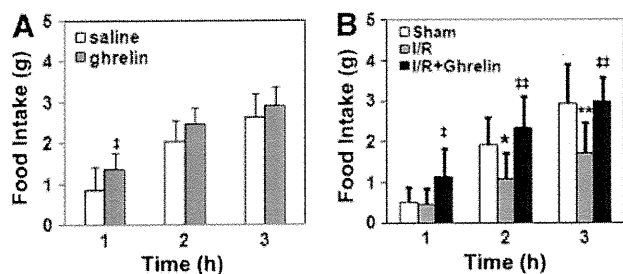 A
saline
ghrelin
Food Intake (g)
5
4
3
2
1
0
‡
1 2 3
Time (h)
B
Sham
I/R
I/R+Ghrelin
Food Intake (g)
5
4
3
2
1
0
‡
*
‡‡
**
‡‡
1 2 3
Time (h)